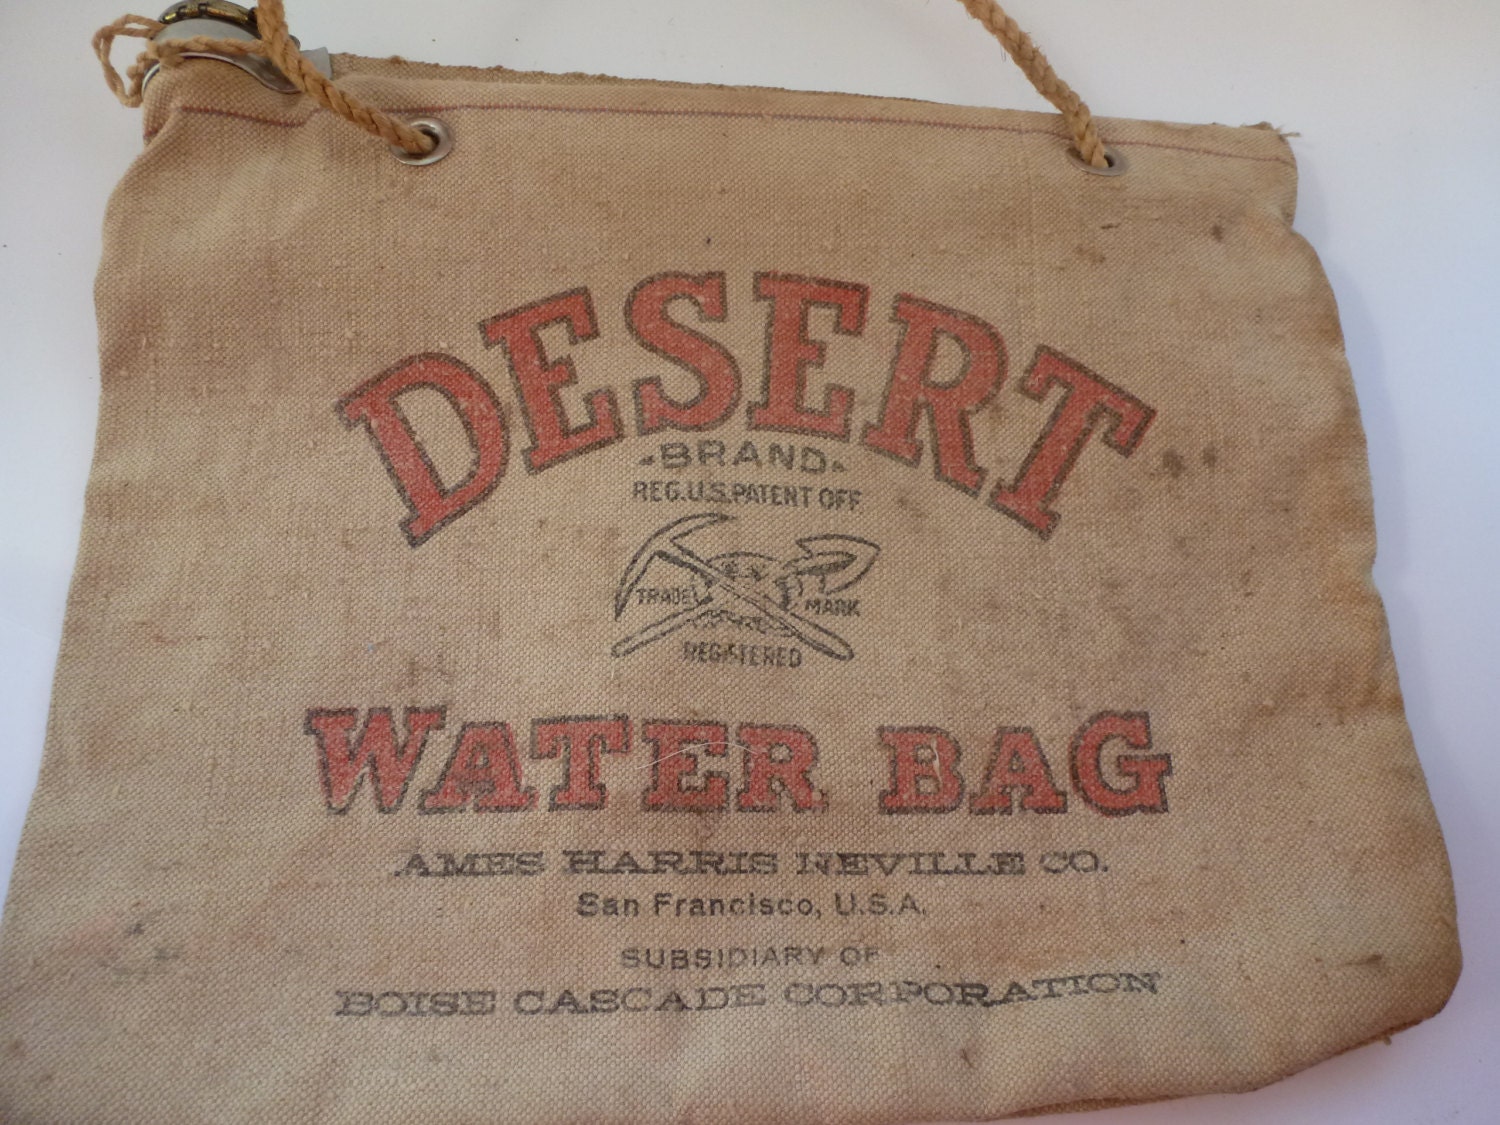 DESERT
-BRAND-
REG.U.S.PATENT OFF
TRADE MARK
REGISTERED
WATER BAG
AMES HARRIS NEVILLE CO.
San Francisco, U.S.A.
SUBSIDIARY OF
BOISE CASCADE CORPORATION